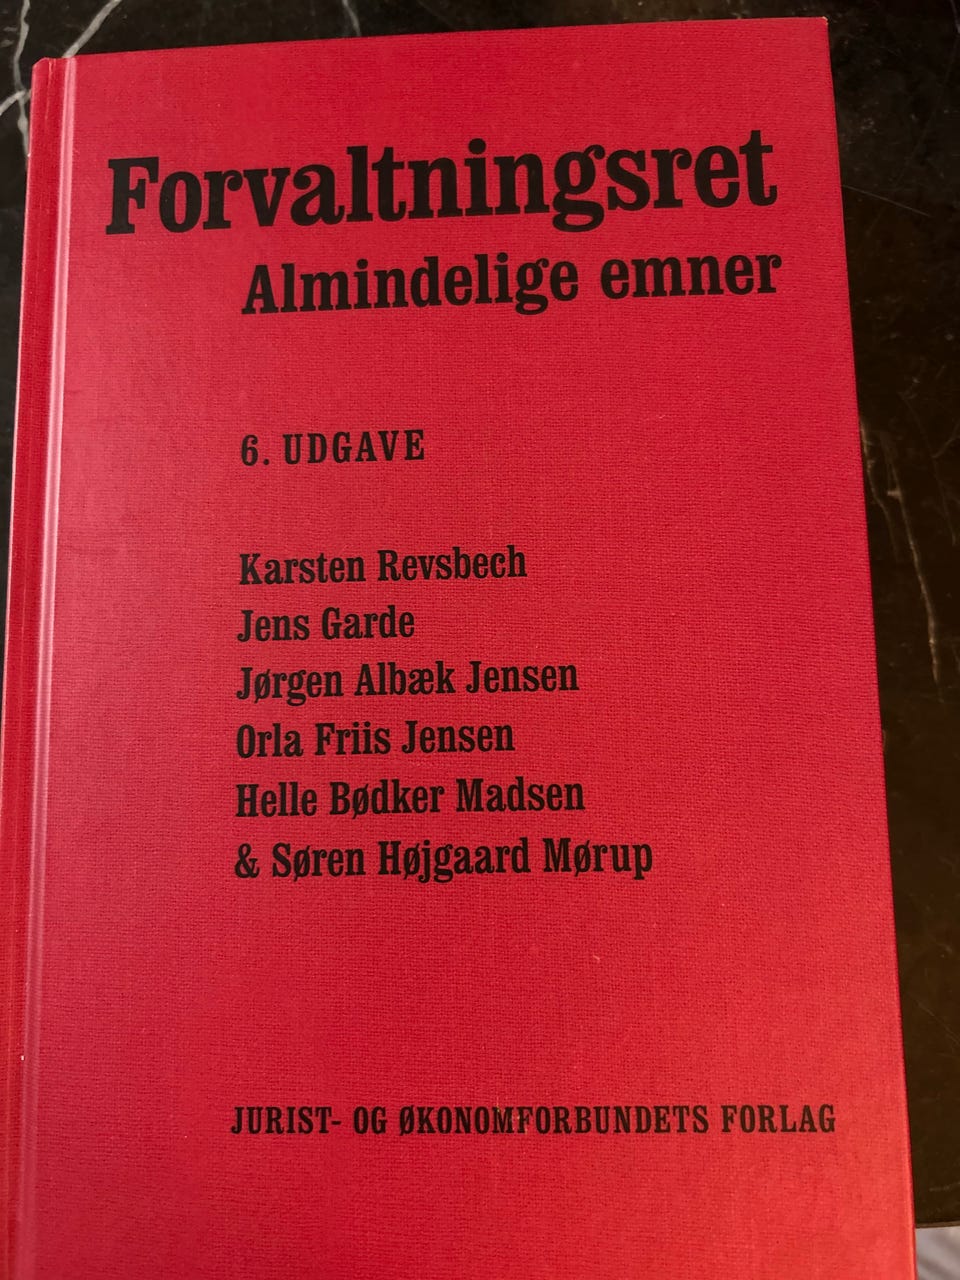 Forvaltningsret
Almindelige emner
6. UDGAVE
Karsten Revsbech
Jens Garde
Jørgen Albæk Jensen
Orla Friis Jensen
Helle Bødker Madsen
& Søren Højgaard Mørup
JURIST- OG ØKONOMFORBUNDETS FORLAG